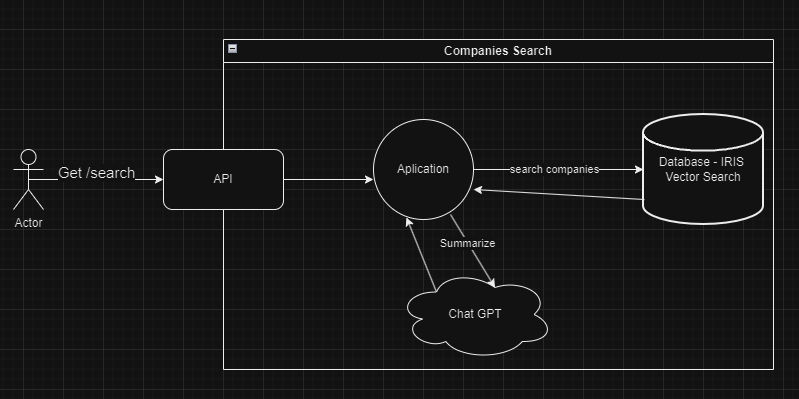 Companies Search
Get /search
API
Aplication
search companies
Database - IRIS
Vector Search
Actor
Summarize
Chat GPT